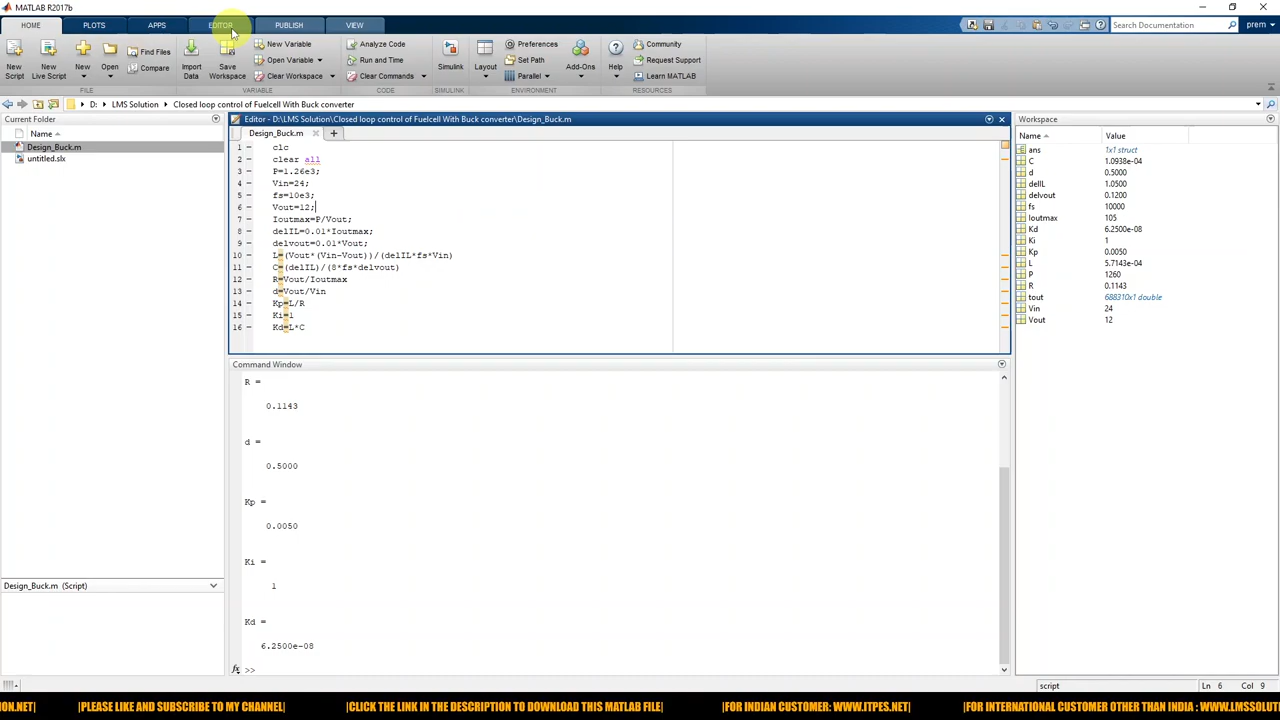 MATLAB R2017b
HOME PLOTS APPS EDITOR PUBLISH VIEW
Search Documentation prem
New Script
New Live Script
New
Open
Find Files
Compare
Import Data
Save Workspace
New Variable
Open Variable
Clear Workspace
Analyze Code
Run and Time
Clear Commands
Simulink
Layout
Preferences
Set Path
Parallel
Add-Ons
Help
Community
Request Support
Learn MATLAB
FILE VARIABLE CODE SIMULINK ENVIRONMENT RESOURCES
D: LMS Solution Closed loop control of Fuelcell With Buck converter
Current Folder
Name
Design_Buck.m
untitled.slx
Design_Buck.m (Script)
Editor - D:\LMS Solution\Closed loop control of Fuelcell With Buck converter\Design_Buck.m
Design_Buck.m
1 clc
2 clear all
3 P=1.26e3;
4 Vin=24;
5 fs=10e3;
6 Vout=12;
7 Ioutmax=P/Vout;
8 delIL=0.01*Ioutmax;
9 delvout=0.01*Vout;
10 L=(Vout*(Vin-Vout))/(delIL*fs*Vin)
11 C=(delIL)/(8*fs*delvout)
12 R=Vout/Ioutmax
13 d=Vout/Vin
14 Kp=L/R
15 Ki=1
16 Kd=L*C
Command Window
R =
0.1143
d =
0.5000
Kp =
0.0050
Ki =
1
Kd =
6.2500e-08
fx >>
Workspace
Name Value
ans 1x1 struct
C 1.0938e-04
d 0.5000
delIL 1.0500
delvout 0.1200
fs 10000
Ioutmax 105
Kd 6.2500e-08
Ki 1
Kp 0.0050
L 5.7143e-04
P 1260
R 0.1143
tout 688310x1 double
Vin 24
Vout 12
script Ln 6 Col 9
ON.NET| |PLEASE LIKE AND SUBSCRIBE TO MY CHANNEL| |CLICK THE LINK IN THE DESCRIPTION TO DOWNLOAD THIS MATLAB FILE| |FOR INDIAN CUSTOMER: WWW.ITPES.NET| |FOR INTERNATIONAL CUSTOMER OTHER THAN INDIA : WWW.LMSSOLUT